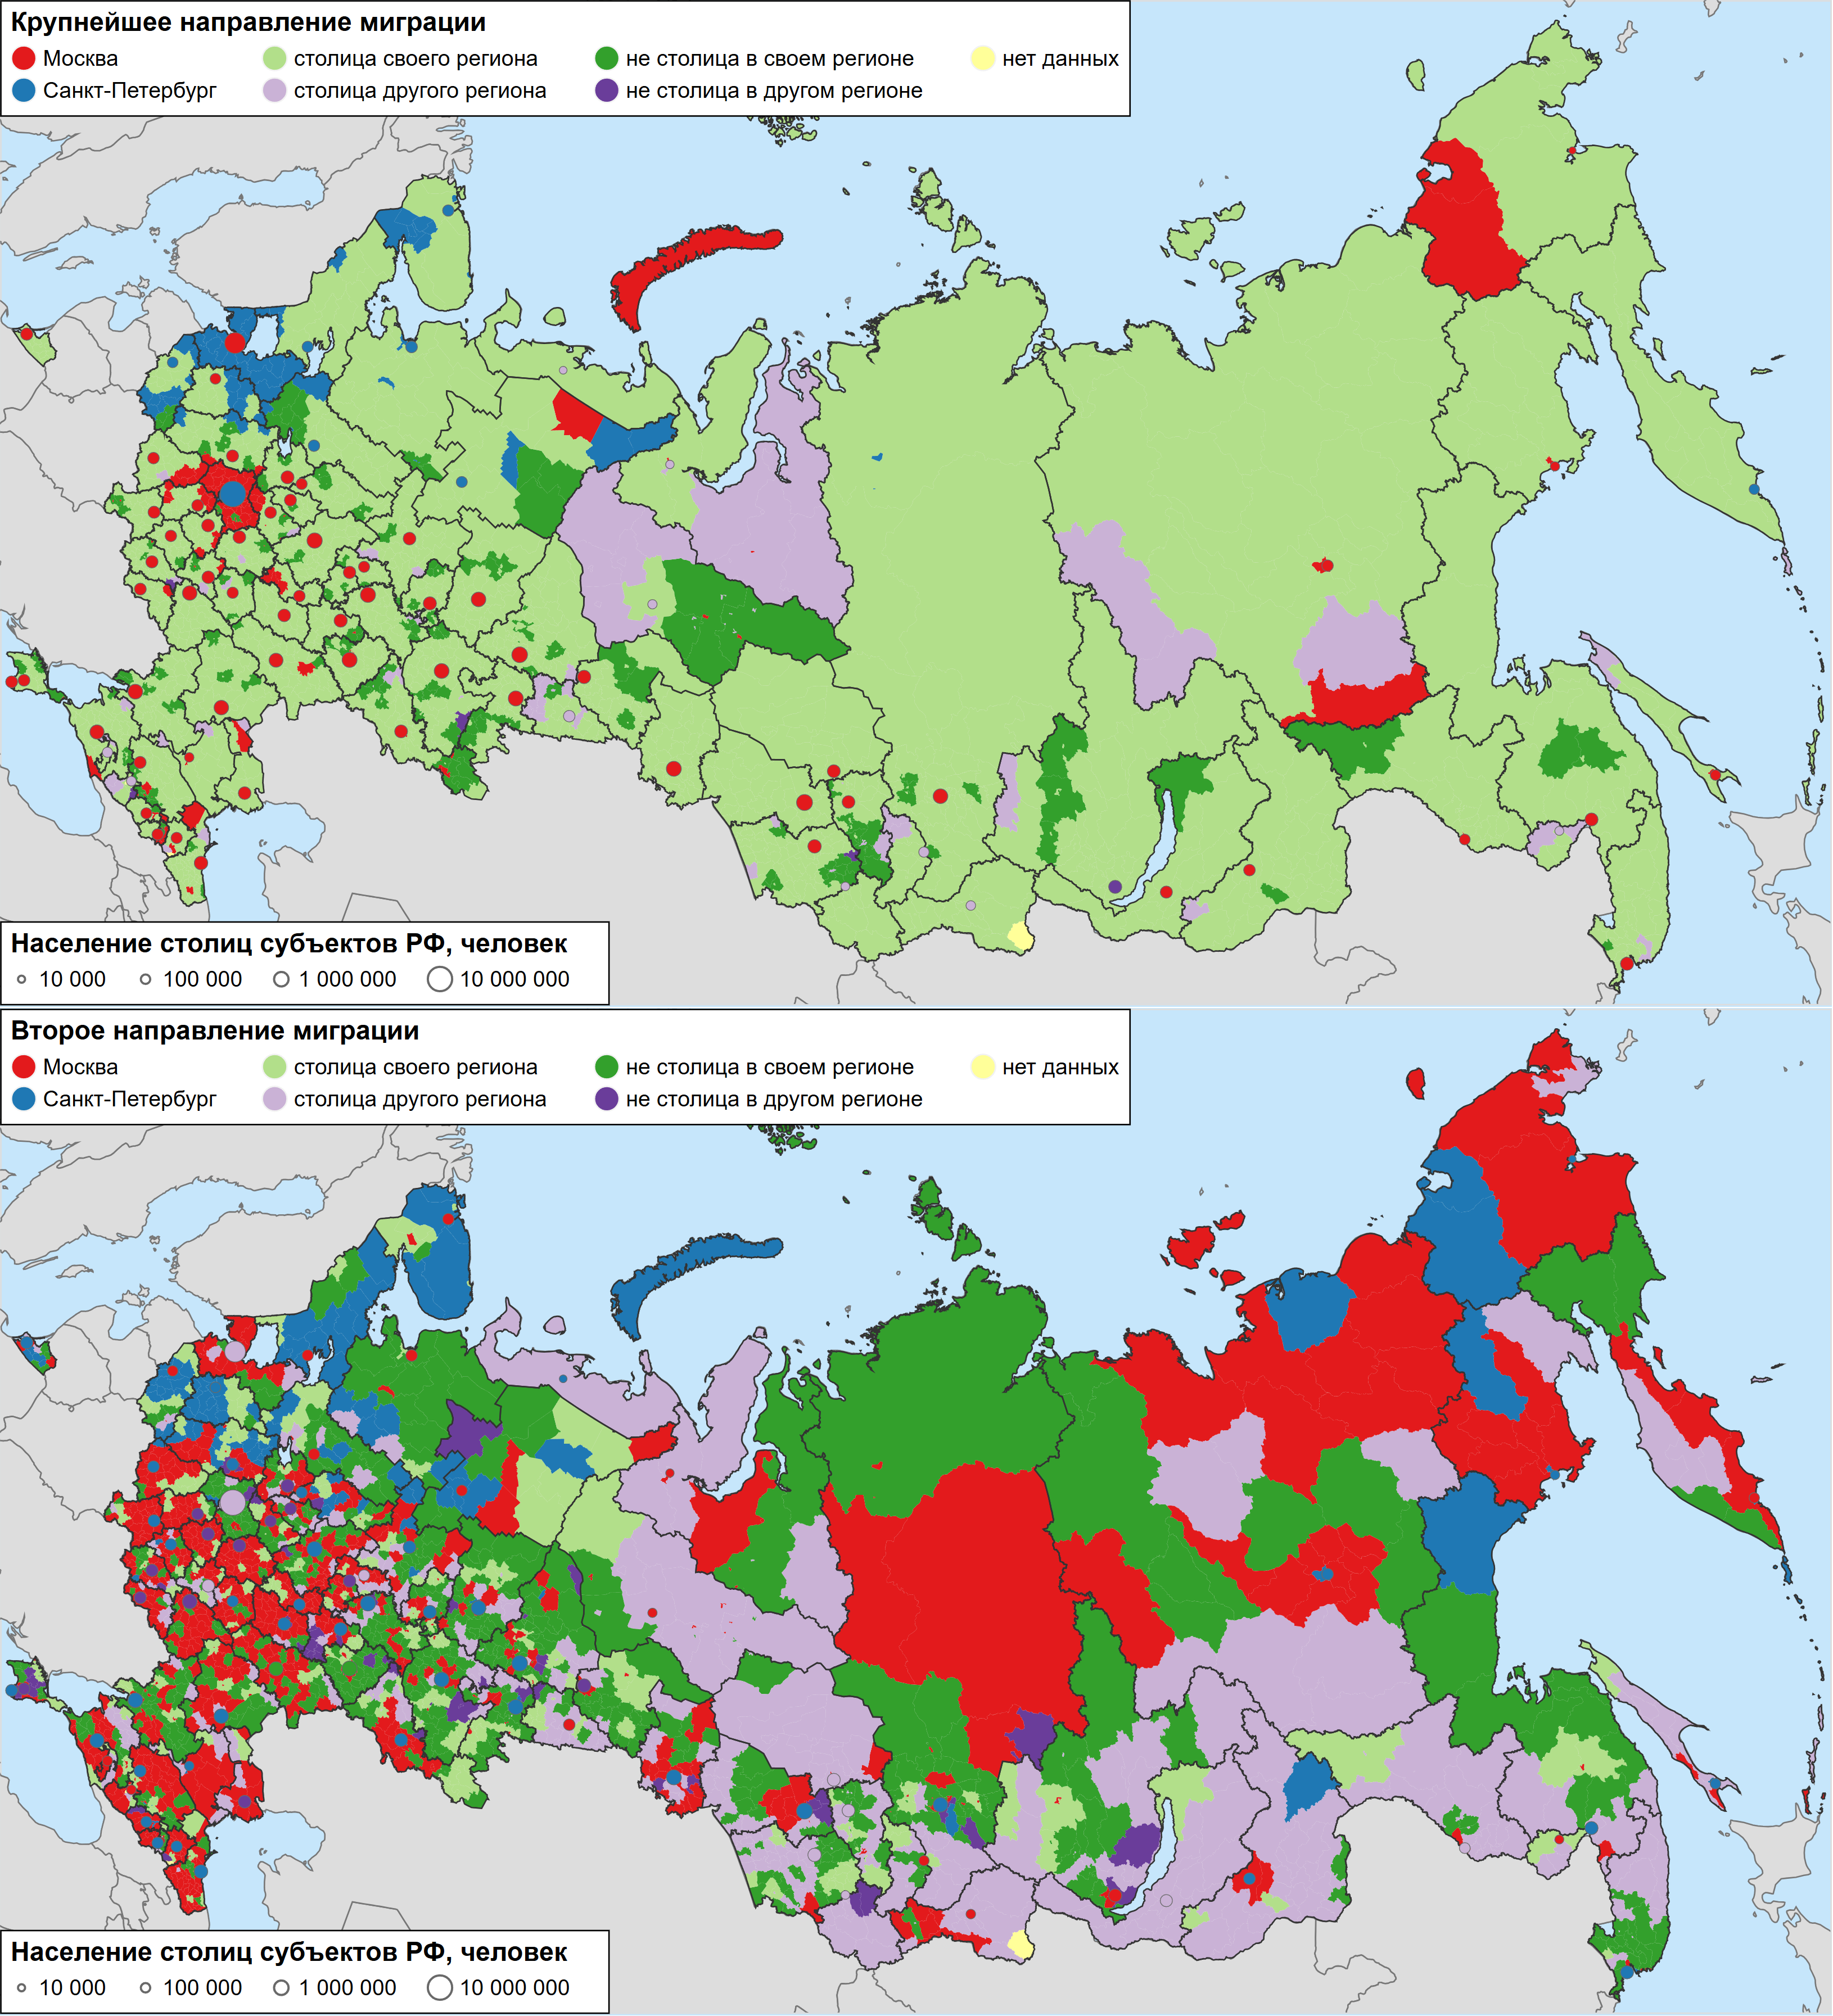 Крупнейшее направление миграции
Москва столица своего региона не столица в своем регионе нет данных
Санкт-Петербург столица другого региона не столица в другом регионе
Население столиц субъектов РФ, человек
10 000 100 000 1 000 000 10 000 000
Второе направление миграции
Москва столица своего региона не столица в своем регионе нет данных
Санкт-Петербург столица другого региона не столица в другом регионе
Население столиц субъектов РФ, человек
10 000 100 000 1 000 000 10 000 000